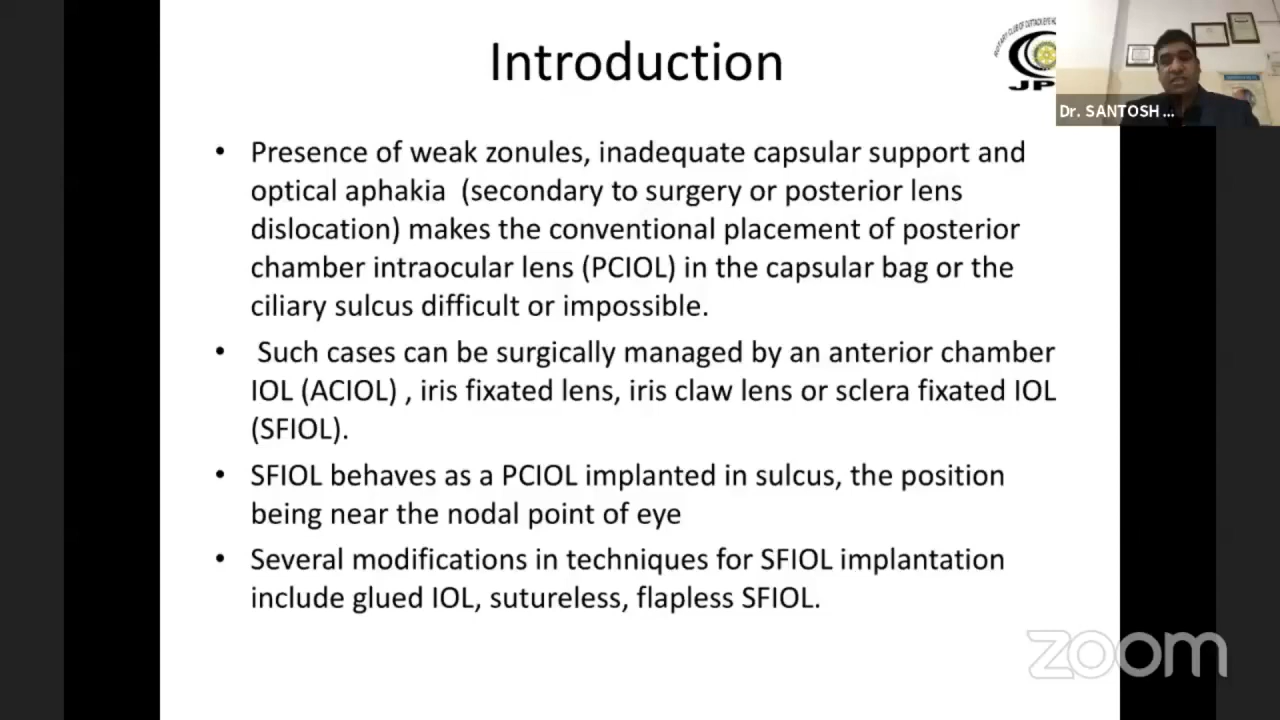 Introduction
JP
Dr. SANTOSH ...
• Presence of weak zonules, inadequate capsular support and
optical aphakia (secondary to surgery or posterior lens
dislocation) makes the conventional placement of posterior
chamber intraocular lens (PCIOL) in the capsular bag or the
ciliary sulcus difficult or impossible.
• Such cases can be surgically managed by an anterior chamber
IOL (ACIOL) , iris fixated lens, iris claw lens or sclera fixated IOL
(SFIOL).
• SFIOL behaves as a PCIOL implanted in sulcus, the position
being near the nodal point of eye
• Several modifications in techniques for SFIOL implantation
include glued IOL, sutureless, flapless SFIOL.
zoom